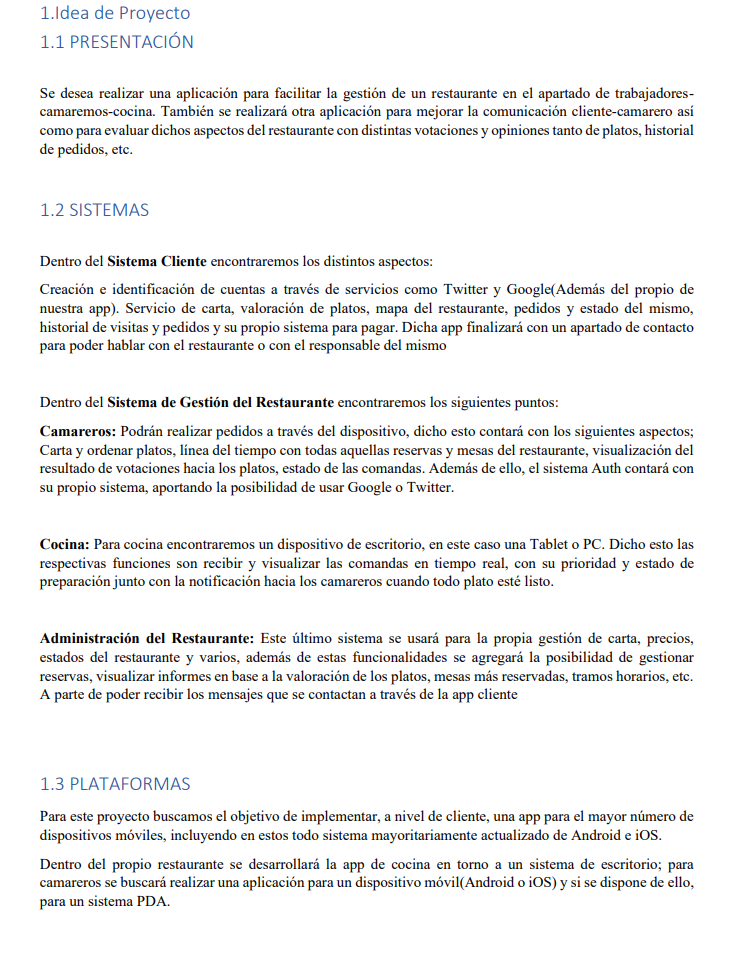 1.Idea de Proyecto
1.1 PRESENTACIÓN
Se desea realizar una aplicación para facilitar la gestión de un restaurante en el apartado de trabajadores-
camaremos-cocina. También se realizará otra aplicación para mejorar la comunicación cliente-camarero así
como para evaluar dichos aspectos del restaurante con distintas votaciones y opiniones tanto de platos, historial
de pedidos, etc.
1.2 SISTEMAS
Dentro del Sistema Cliente encontraremos los distintos aspectos:
Creación e identificación de cuentas a través de servicios como Twitter y Google(Además del propio de
nuestra app). Servicio de carta, valoración de platos, mapa del restaurante, pedidos y estado del mismo,
historial de visitas y pedidos y su propio sistema para pagar. Dicha app finalizará con un apartado de contacto
para poder hablar con el restaurante o con el responsable del mismo
Dentro del Sistema de Gestión del Restaurante encontraremos los siguientes puntos:
Camareros: Podrán realizar pedidos a través del dispositivo, dicho esto contará con los siguientes aspectos;
Carta y ordenar platos, línea del tiempo con todas aquellas reservas y mesas del restaurante, visualización del
resultado de votaciones hacia los platos, estado de las comandas. Además de ello, el sistema Auth contará con
su propio sistema, aportando la posibilidad de usar Google o Twitter.
Cocina: Para cocina encontraremos un dispositivo de escritorio, en este caso una Tablet o PC. Dicho esto las
respectivas funciones son recibir y visualizar las comandas en tiempo real, con su prioridad y estado de
preparación junto con la notificación hacia los camareros cuando todo plato esté listo.
Administración del Restaurante: Este último sistema se usará para la propia gestión de carta, precios,
estados del restaurante y varios, además de estas funcionalidades se agregará la posibilidad de gestionar
reservas, visualizar informes en base a la valoración de los platos, mesas más reservadas, tramos horarios, etc.
A parte de poder recibir los mensajes que se contactan a través de la app cliente
1.3 PLATAFORMAS
Para este proyecto buscamos el objetivo de implementar, a nivel de cliente, una app para el mayor número de
dispositivos móviles, incluyendo en estos todo sistema mayoritariamente actualizado de Android e iOS.
Dentro del propio restaurante se desarrollará la app de cocina en torno a un sistema de escritorio; para
camareros se buscará realizar una aplicación para un dispositivo móvil(Android o iOS) y si se dispone de ello,
para un sistema PDA.